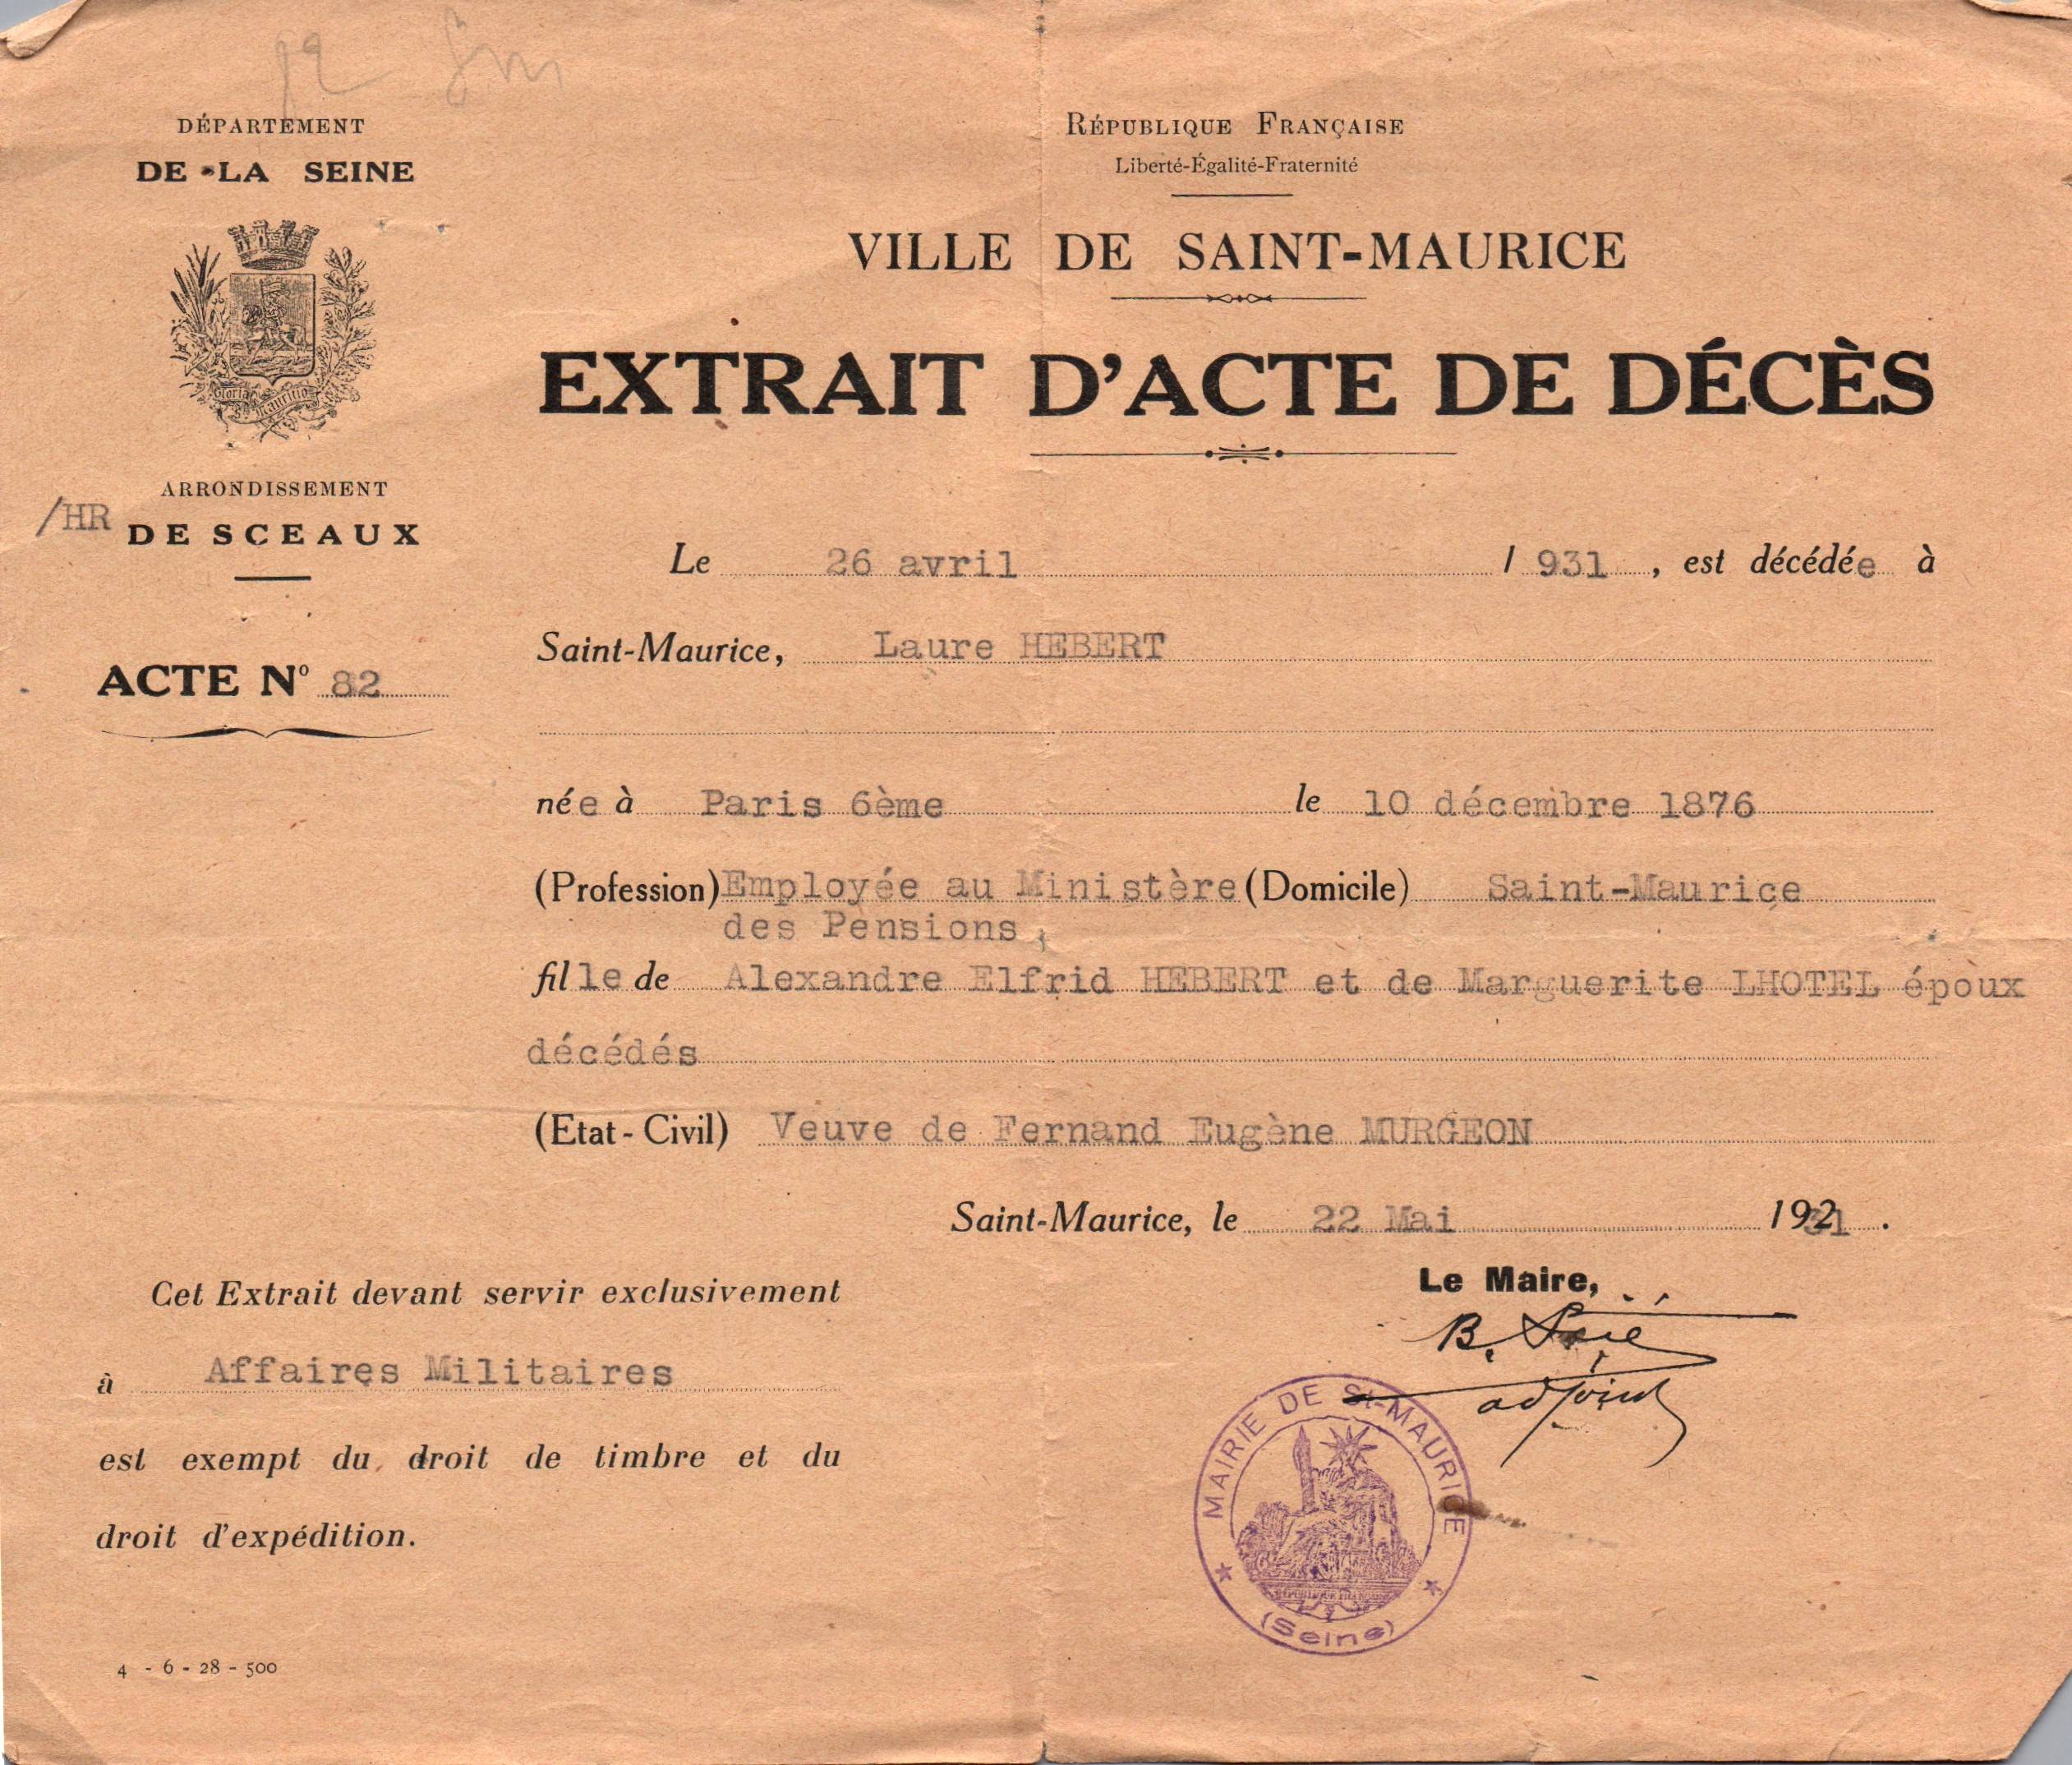 DÉPARTEMENT
DE LA SEINE
Gloria Mauritio
ARRONDISSEMENT
/HR DE SCEAUX
ACTE Nº 82
RÉPUBLIQUE FRANÇAISE
Liberté-Égalité-Fraternité
VILLE DE SAINT-MAURICE
EXTRAIT D'ACTE DE DÉCÈS
Le 26 avril 1931, est décédée à
Saint-Maurice, Laure HEBERT
née à Paris 6ème le 10 décembre 1876
(Profession) Employée au Ministère (Domicile) Saint-Maurice
des Pensions,
fille de Alexandre Elfrid HEBERT et de Marguerite LHOTEL époux
décédés
(Etat-Civil) Veuve de Fernand Eugène MURGEON
Saint-Maurice, le 22 Mai 1931.
Le Maire,
B.
adjoint
Cet Extrait devant servir exclusivement
à Affaires Militaires
est exempt du droit de timbre et du
droit d'expédition.
MAIRIE DE St-MAURICE
(Seine)
4 - 6 - 28 - 500